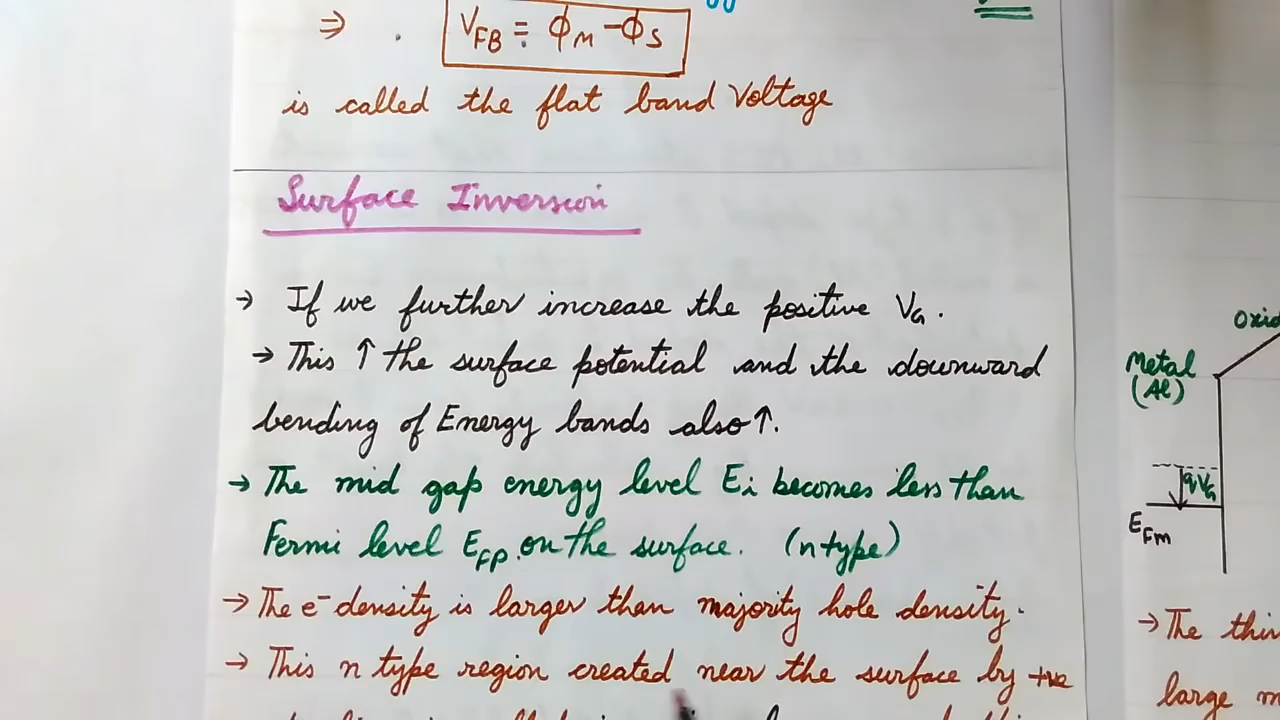 ⇒ V_FB = ϕ_M - ϕ_S
is called the flat band Voltage
Surface Inversion
→ If we further increase the positive V_G.
→ This ↑ the surface potential and the downward
bending of Energy bands also ↑.
→ The mid gap energy level E_i becomes less than
Fermi level E_FP on the surface. (n type)
→ The e⁻ density is larger than majority hole density.
→ This n type region created near the surface by +ve
Metal
(Al)
qV_G
E_Fm
→ The
large